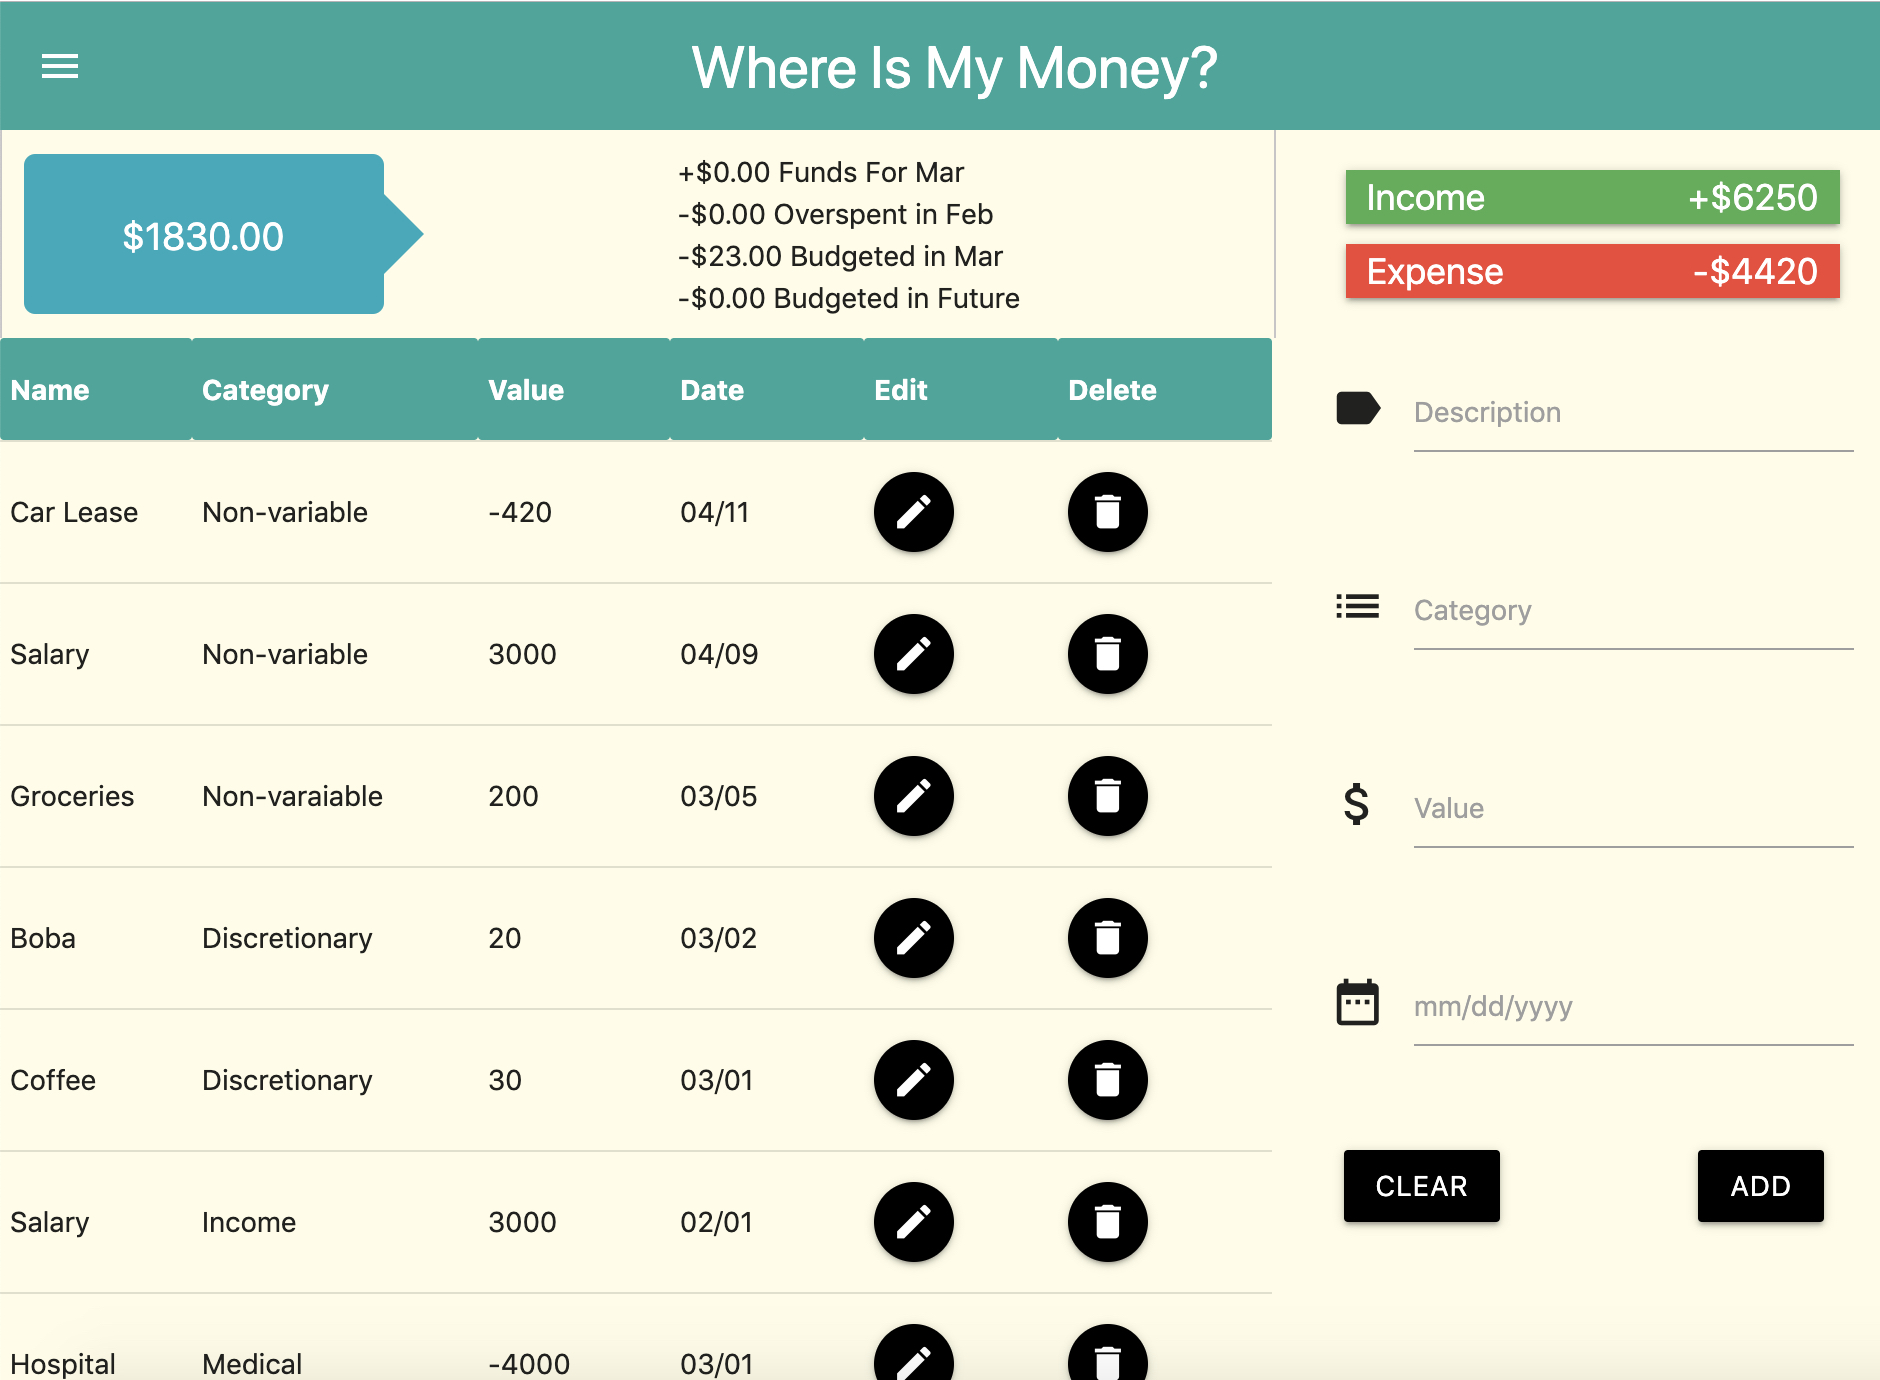 Where Is My Money?
$1830.00
+$0.00 Funds For Mar
-$0.00 Overspent in Feb
-$23.00 Budgeted in Mar
-$0.00 Budgeted in Future
Income +$6250
Expense -$4420
Name Category Value Date Edit Delete
Car Lease Non-variable -420 04/11
Salary Non-variable 3000 04/09
Groceries Non-varaiable 200 03/05
Boba Discretionary 20 03/02
Coffee Discretionary 30 03/01
Salary Income 3000 02/01
Hospital Medical -4000 03/01
Description
Category
$ Value
mm/dd/yyyy
CLEAR ADD